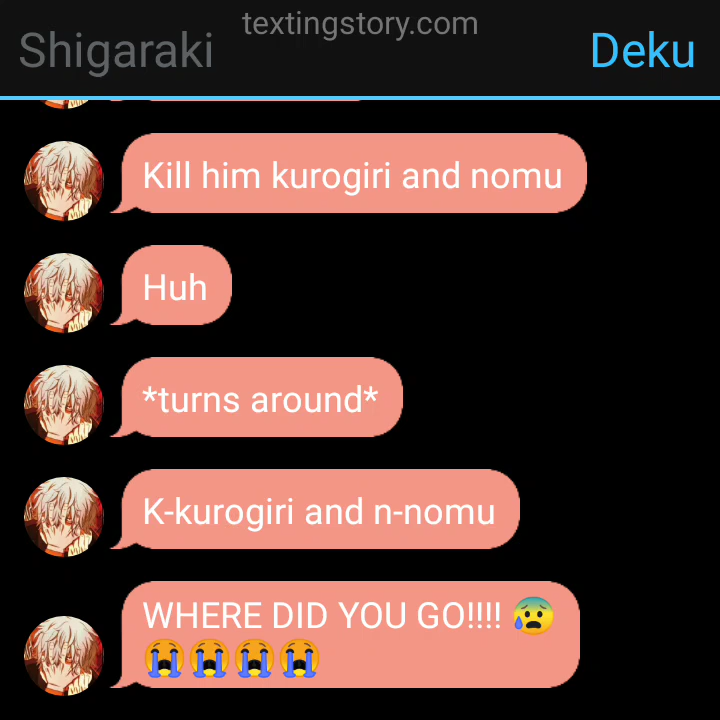 textingstory.com
Shigaraki
Deku
Kill him kurogiri and nomu
Huh
*turns around*
K-kurogiri and n-nomu
WHERE DID YOU GO!!!! 😰
😭😭😭😭